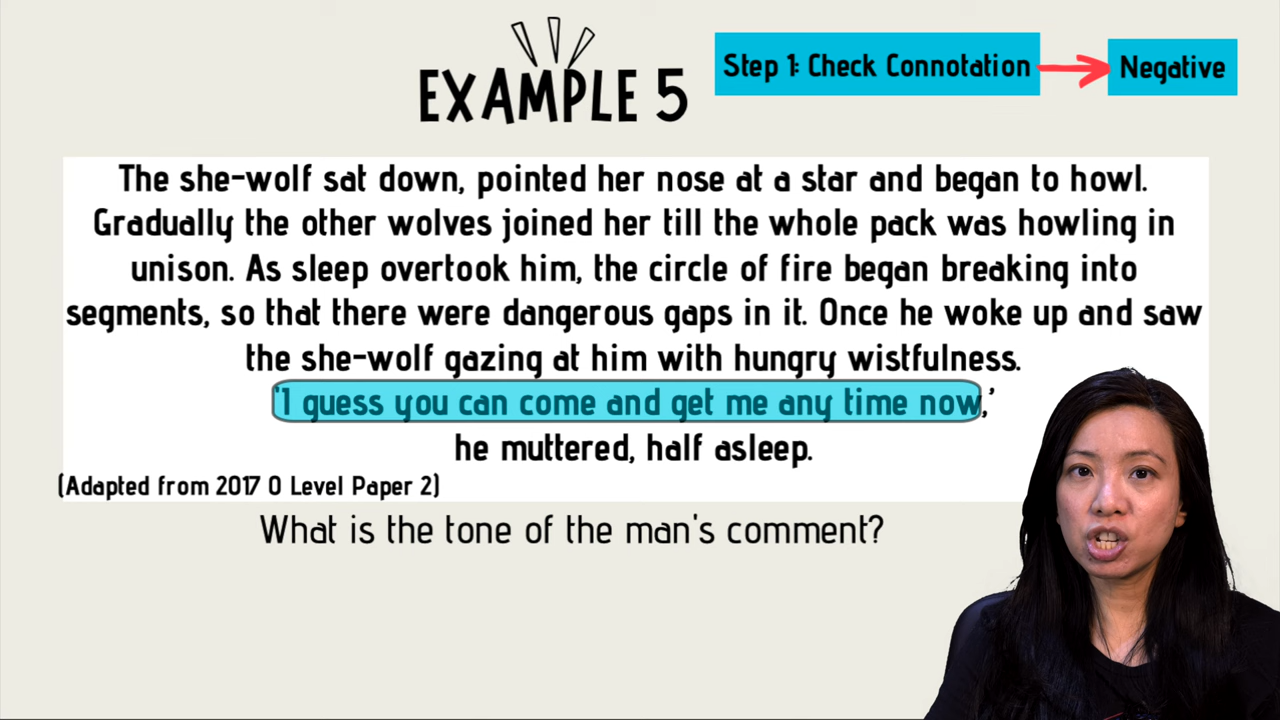 EXAMPLE 5
Step 1: Check Connotation
Negative
The she-wolf sat down, pointed her nose at a star and began to howl.
Gradually the other wolves joined her till the whole pack was howling in
unison. As sleep overtook him, the circle of fire began breaking into
segments, so that there were dangerous gaps in it. Once he woke up and saw
the she-wolf gazing at him with hungry wistfulness.
'I guess you can come and get me any time now,'
he muttered, half asleep.
(Adapted from 2017 O Level Paper 2)
What is the tone of the man's comment?